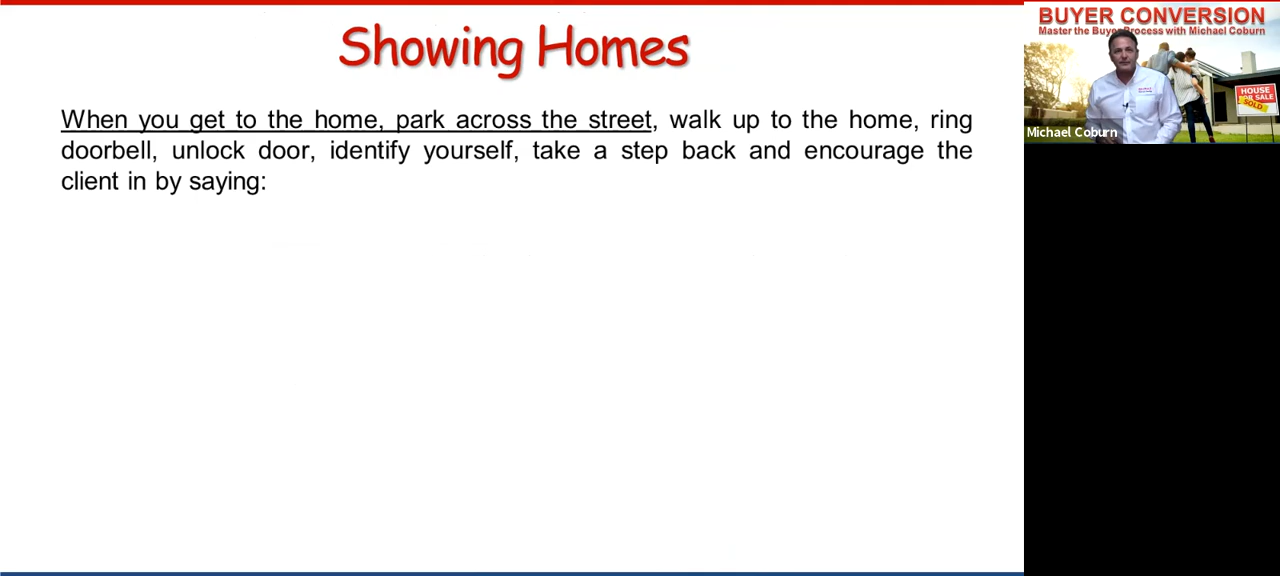 Showing Homes
When you get to the home, park across the street, walk up to the home, ring
doorbell, unlock door, identify yourself, take a step back and encourage the
client in by saying:
BUYER CONVERSION
Master the Buyer Process with Michael Coburn
HOUSE
FOR SALE
SOLD
Michael Coburn